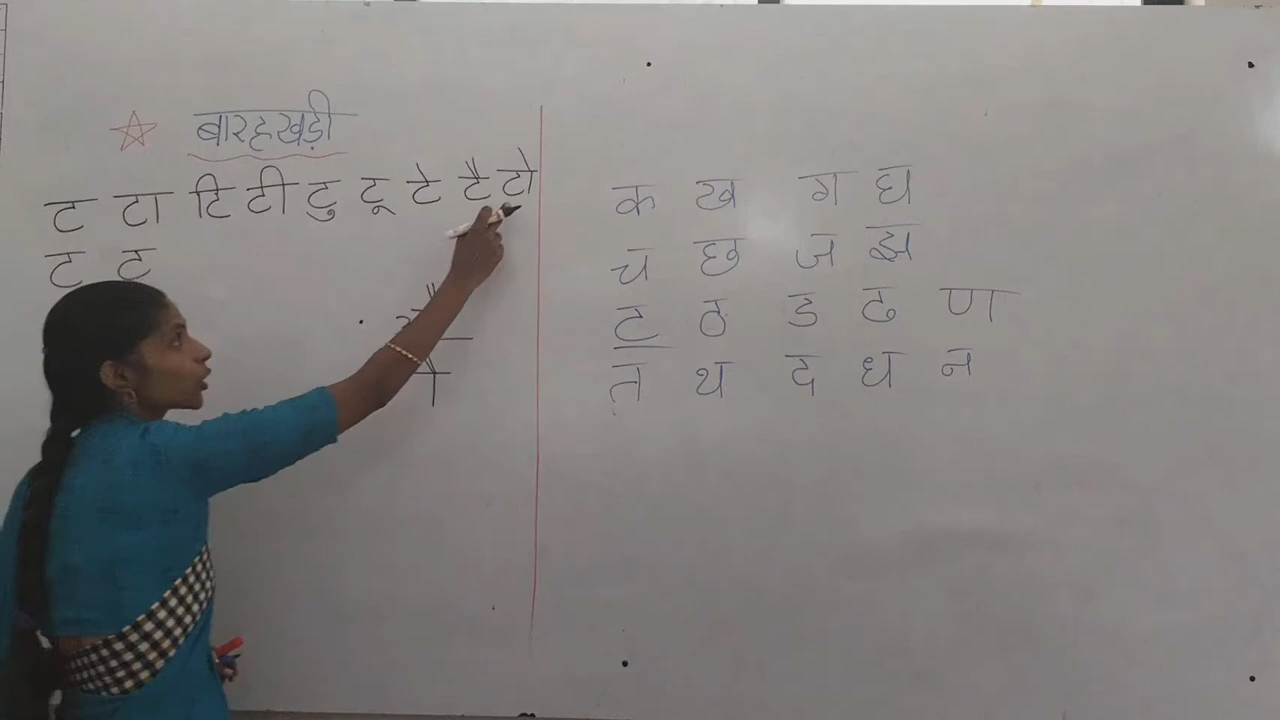 बारहखड़ी
ट टा टि टी टु टू टे टै टो
ट ट
क ख ग घ
च छ ज झ
ट ठ ड ढ ण
त थ द ध न